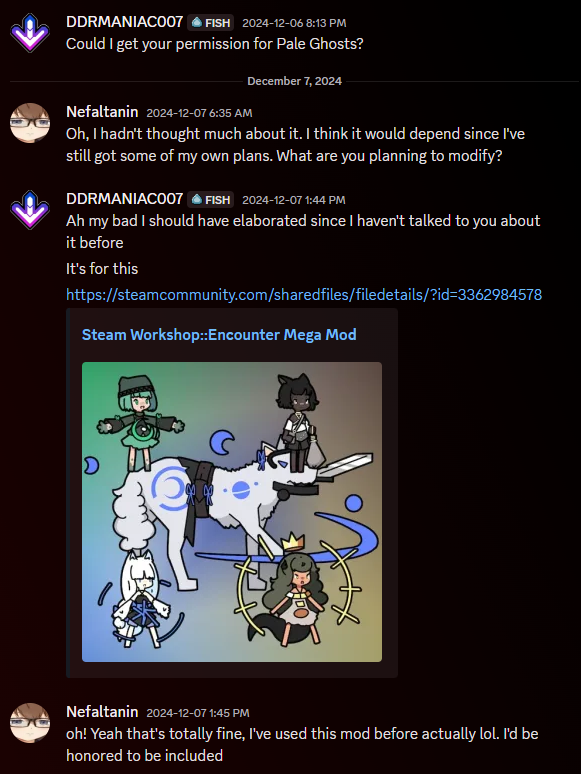 DDRMANIAC007 FISH 2024-12-06 8:13 PM
Could I get your permission for Pale Ghosts?
December 7, 2024
Nefaltanin 2024-12-07 6:35 AM
Oh, I hadn't thought much about it. I think it would depend since I've
still got some of my own plans. What are you planning to modify?
DDRMANIAC007 FISH 2024-12-07 1:44 PM
Ah my bad I should have elaborated since I haven't talked to you about
it before
It's for this
https://steamcommunity.com/sharedfiles/filedetails/?id=3362984578
Steam Workshop::Encounter Mega Mod
Nefaltanin 2024-12-07 1:45 PM
oh! Yeah that's totally fine, I've used this mod before actually lol. I'd be
honored to be included